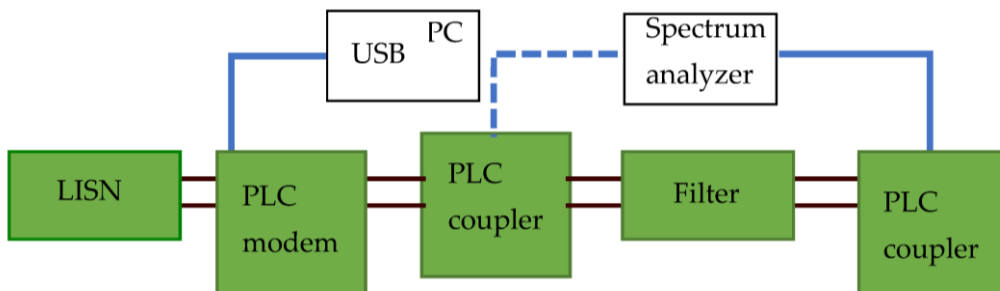 USB PC
Spectrum
analyzer
LISN
PLC
modem
PLC
coupler
Filter
PLC
coupler